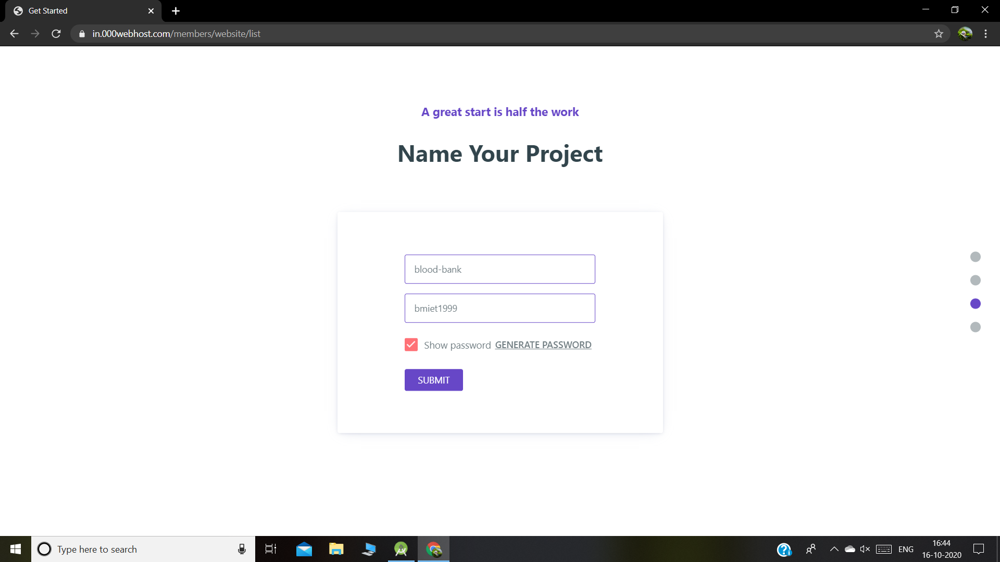 Get Started
in.000webhost.com/members/website/list
A great start is half the work
Name Your Project
blood-bank
bmiet1999
Show password GENERATE PASSWORD
SUBMIT
Type here to search
ENG
16:44
16-10-2020